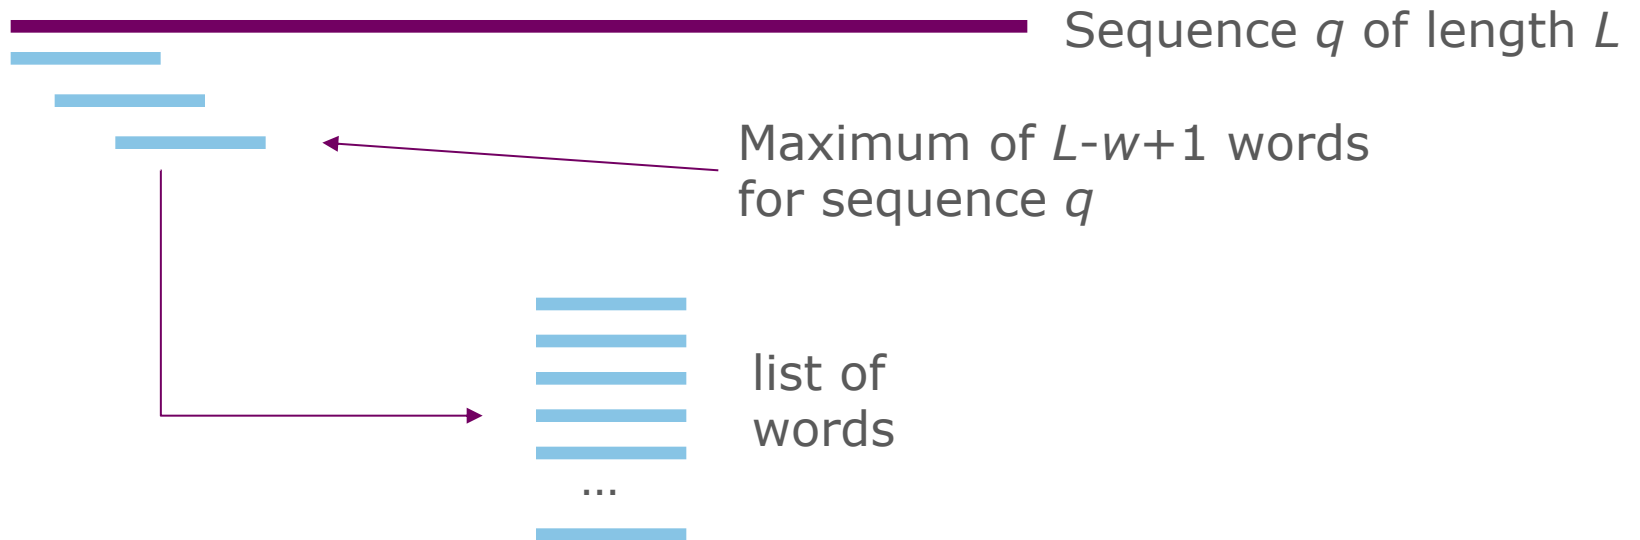 Sequence q of length L
Maximum of L-w+1 words
for sequence q
list of
words
...